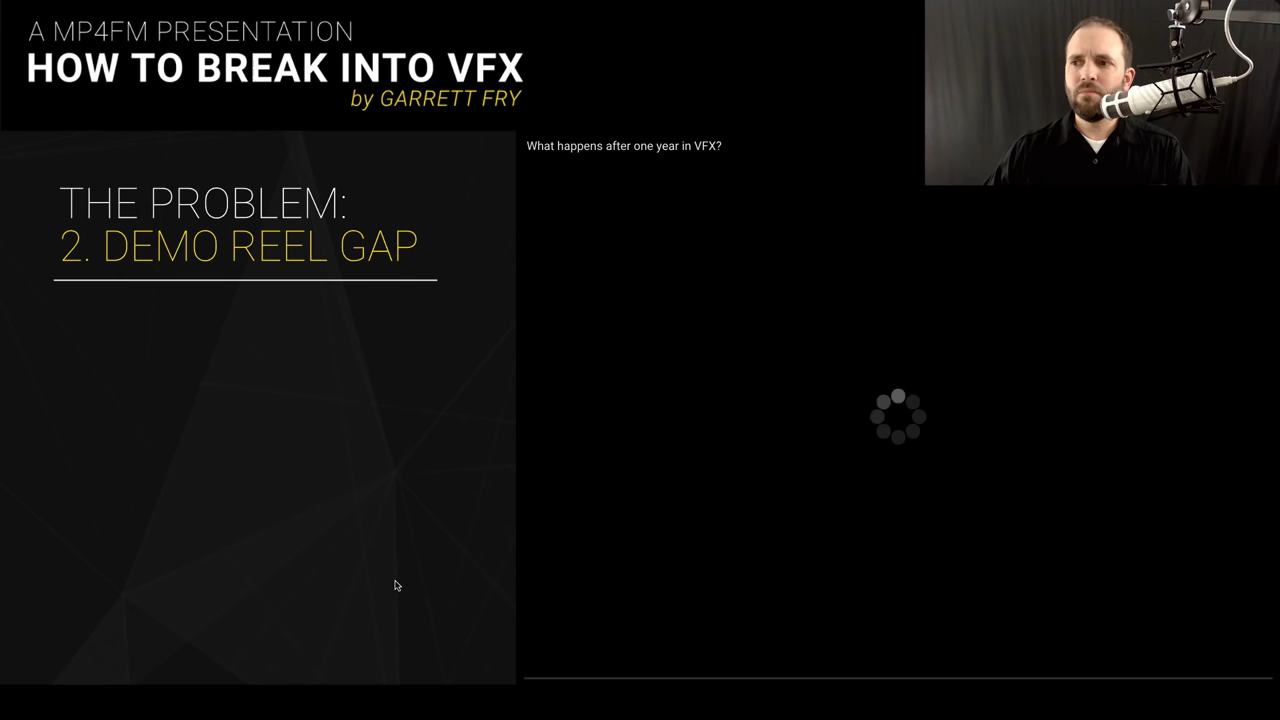 A MP4FM PRESENTATION
HOW TO BREAK INTO VFX
by GARRETT FRY
THE PROBLEM:
2. DEMO REEL GAP
What happens after one year in VFX?